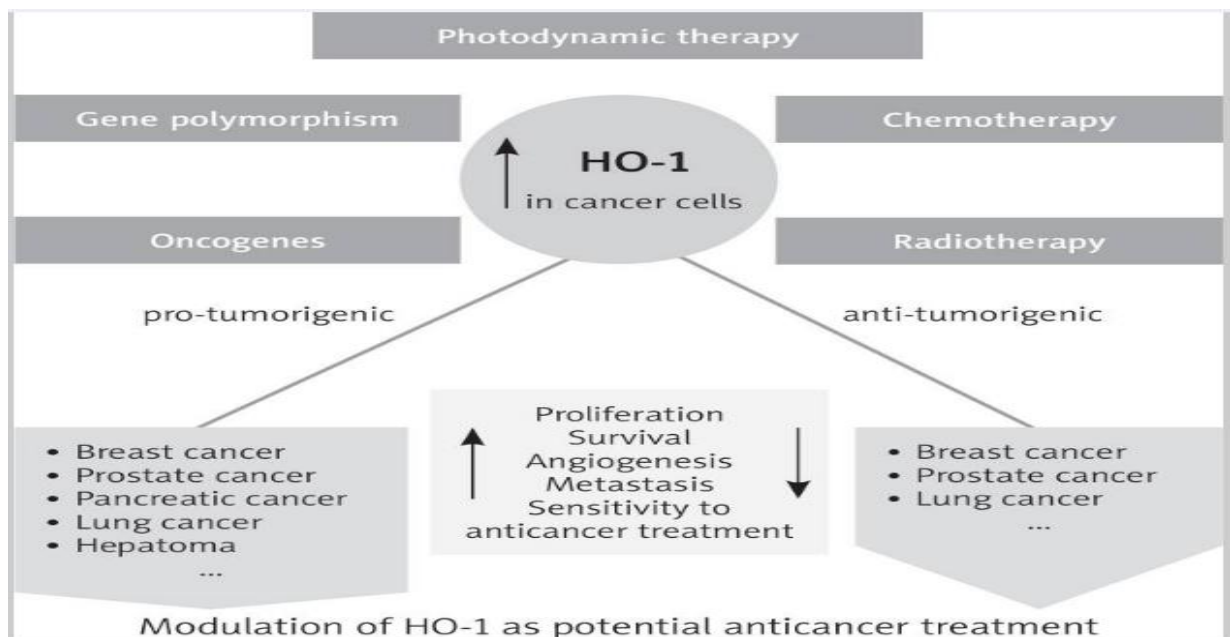 Photodynamic therapy
Gene polymorphism
Chemotherapy
HO-1
in cancer cells
Oncogenes
Radiotherapy
pro-tumorigenic
anti-tumorigenic
• Breast cancer
• Prostate cancer
• Pancreatic cancer
• Lung cancer
• Hepatoma
...
Proliferation
Survival
Angiogenesis
Metastasis
Sensitivity to
anticancer treatment
• Breast cancer
• Prostate cancer
• Lung cancer
...
Modulation of HO-1 as potential anticancer treatment